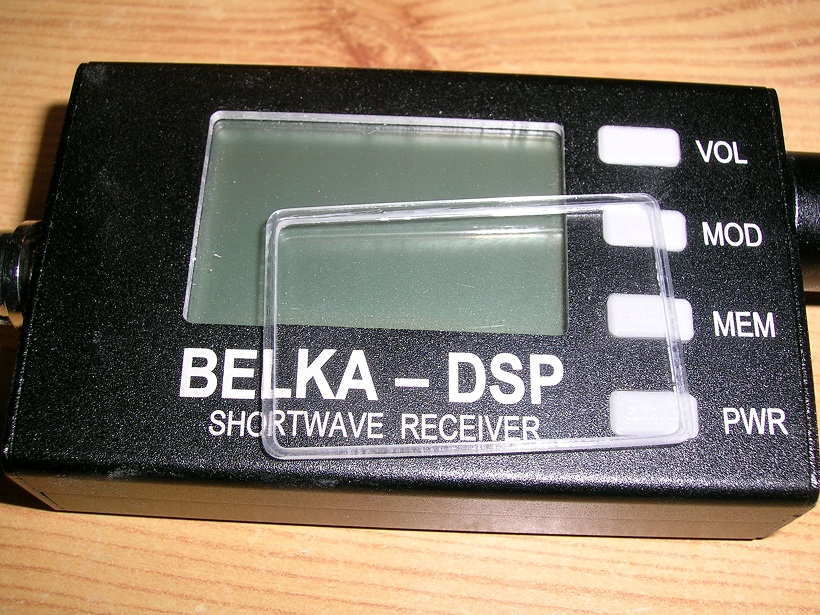 VOL
MOD
MEM
BELKA – DSP
SHORTWAVE RECEIVER
PWR